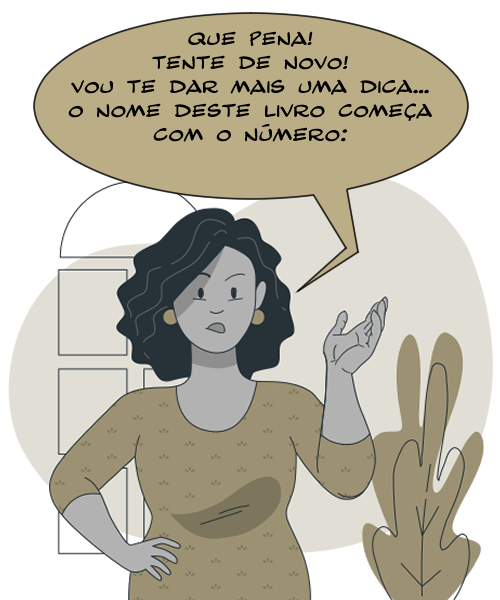 QUE PENA!
TENTE DE NOVO!
VOU TE DAR MAIS UMA DICA...
O NOME DESTE LIVRO COMEÇA
COM O NÚMERO: